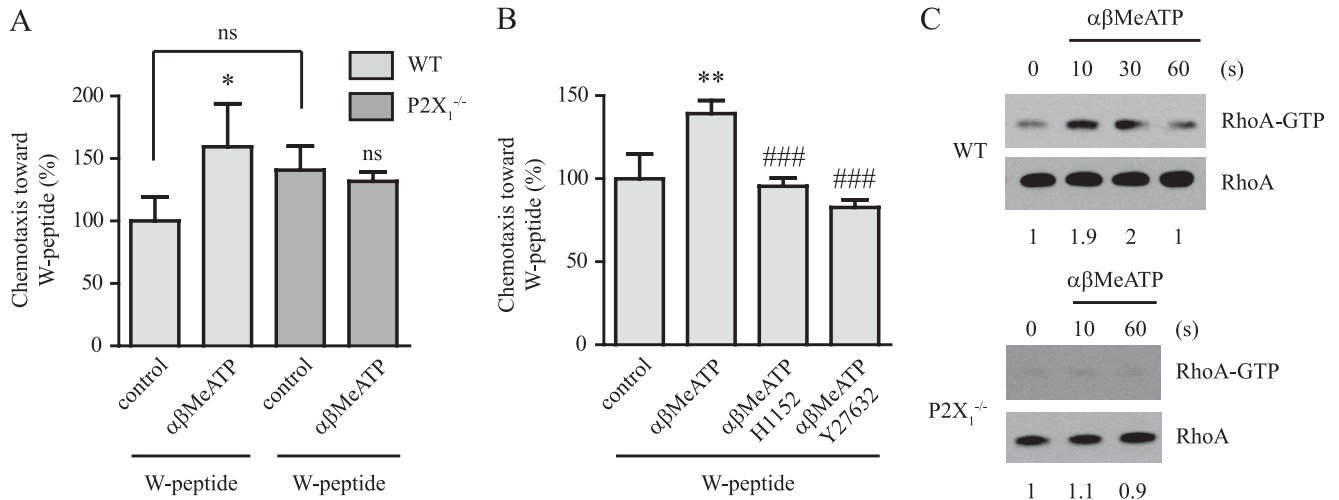 A
ns
WT
P2X₁⁻/⁻
*
ns
200
150
100
50
0
Chemotaxis toward
W-peptide (%)
control
αβMeATP
control
αβMeATP
W-peptide
W-peptide
B
**
###
###
150
100
50
0
Chemotaxis toward
W-peptide (%)
control
αβMeATP
αβMeATP
H1152
αβMeATP
Y27632
W-peptide
C
αβMeATP
0 10 30 60 (s)
WT
RhoA-GTP
RhoA
1 1.9 2 1
αβMeATP
0 10 60 (s)
P2X₁⁻/⁻
RhoA-GTP
RhoA
1 1.1 0.9